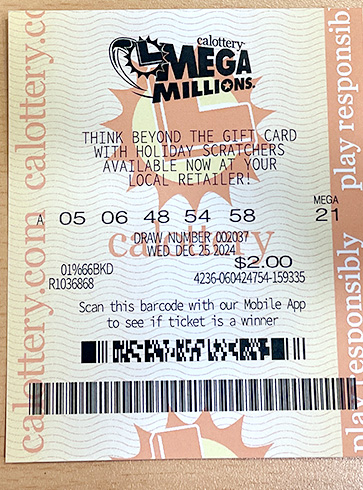 calottery
MEGA
MILLIONS.
THINK BEYOND THE GIFT CARD
WITH HOLIDAY SCRATCHERS
AVAILABLE NOW AT YOUR
LOCAL RETAILER!
MEGA
A 05 06 48 54 58 21
calottery
DRAW NUMBER 002037
WED DEC 25 2024
$2.00
01%66BKD 4236-060424754-159335
R1036868
Scan this barcode with our Mobile App
to see if ticket is a winner
calottery.com calottery.co
play responsibly play responsib